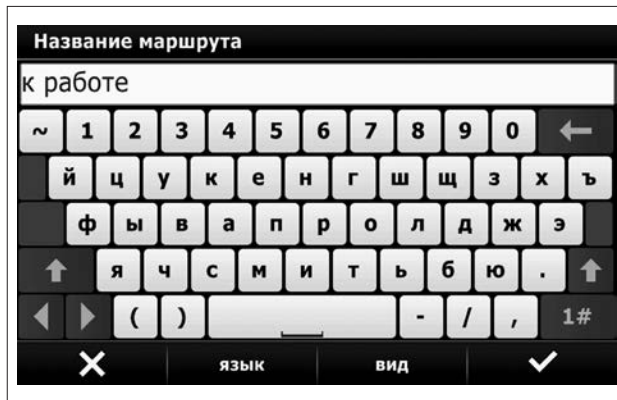 Название маршрута
к работе
~ 1 2 3 4 5 6 7 8 9 0
й ц у к е н г ш щ з х ъ
ф ы в а п р о л д ж э
я ч с м и т ь б ю .
( ) - / , 1#
язык вид